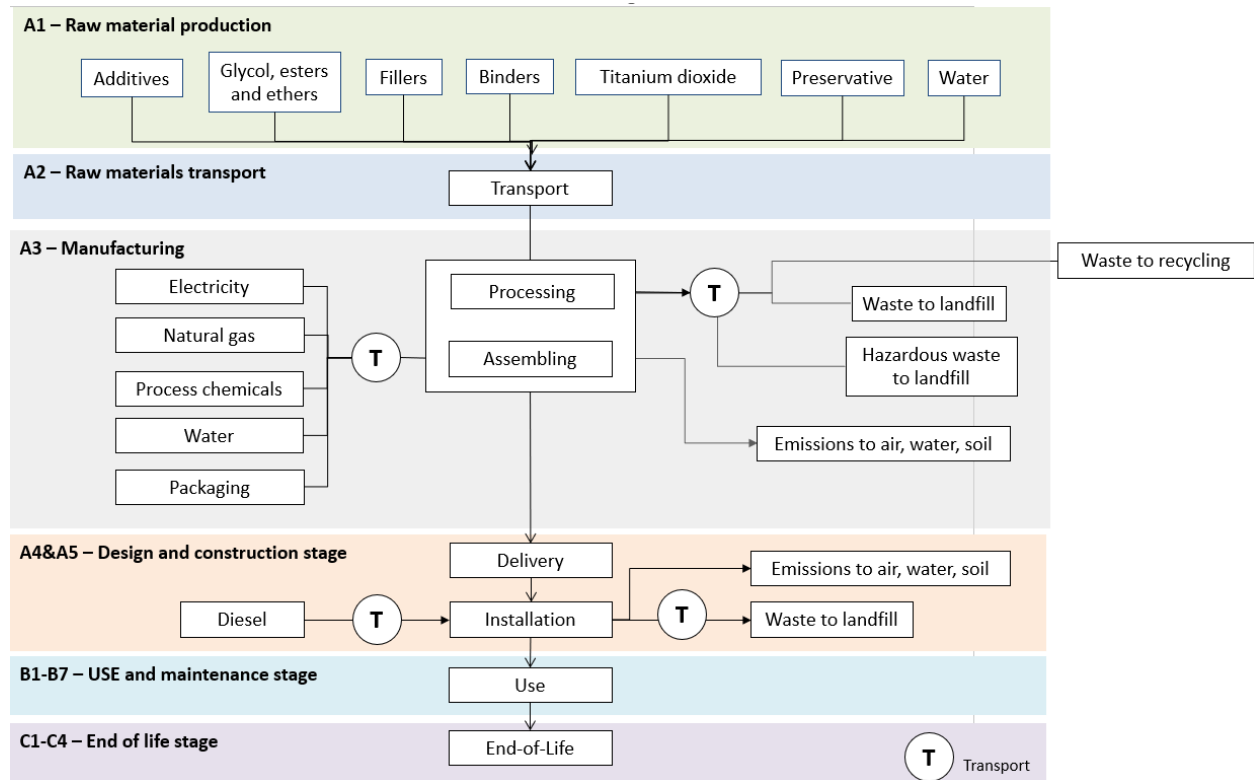 A1 – Raw material production
Additives
Glycol, esters
and ethers
Fillers
Binders
Titanium dioxide
Preservative
Water
A2 – Raw materials transport
Transport
A3 – Manufacturing
Electricity
Natural gas
Process chemicals
Water
Packaging
T
Processing
Assembling
T
Waste to recycling
Waste to landfill
Hazardous waste
to landfill
Emissions to air, water, soil
A4&A5 – Design and construction stage
Delivery
Diesel
T
Installation
T
Emissions to air, water, soil
Waste to landfill
B1-B7 – USE and maintenance stage
Use
C1-C4 – End of life stage
End-of-Life
T
Transport